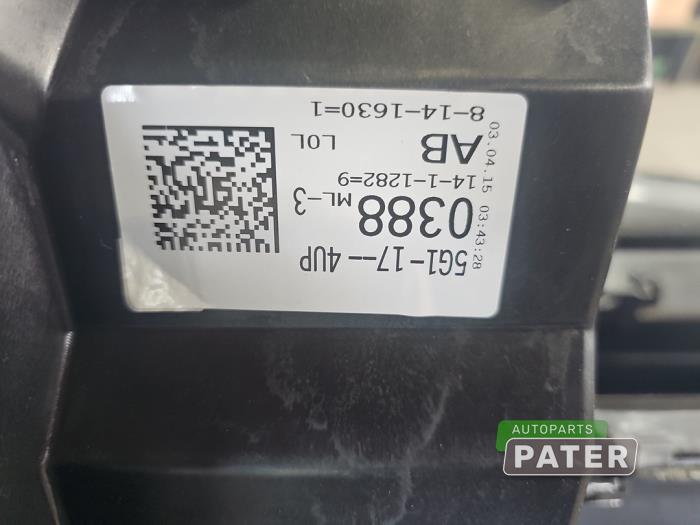 5G1-17--4UP
0388 ML-3
14-1-1282=9
AB L0L
8-14-1630=1
03.04.15 03:43:28
AUTOPARTS
PATER